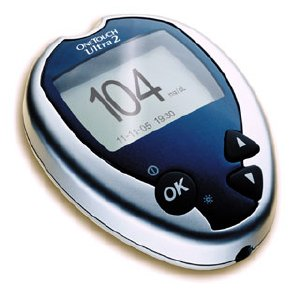 ONETOUCH
Ultra 2
104
mg/dL
11-11-05 19:30
OK